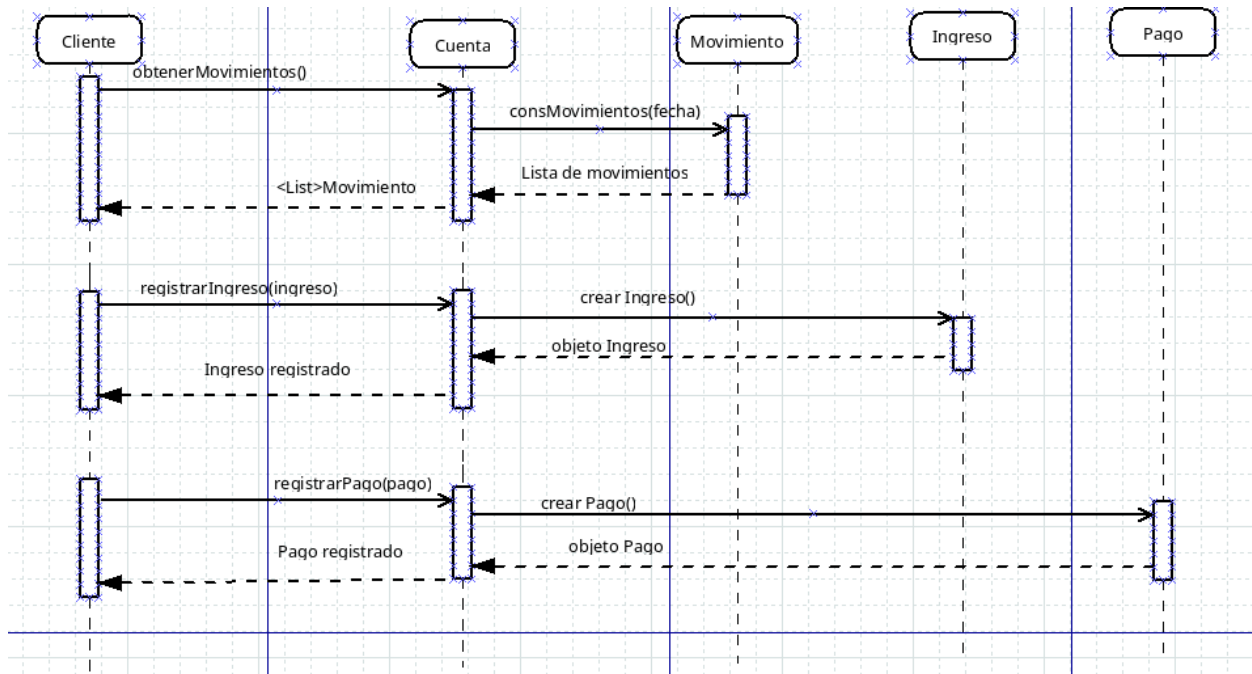 Cliente
Cuenta
Movimiento
Ingreso
Pago
obtenerMovimientos()
consMovimientos(fecha)
Lista de movimientos
<List>Movimiento
registrarIngreso(ingreso)
crear Ingreso()
objeto Ingreso
Ingreso registrado
registrarPago(pago)
crear Pago()
objeto Pago
Pago registrado